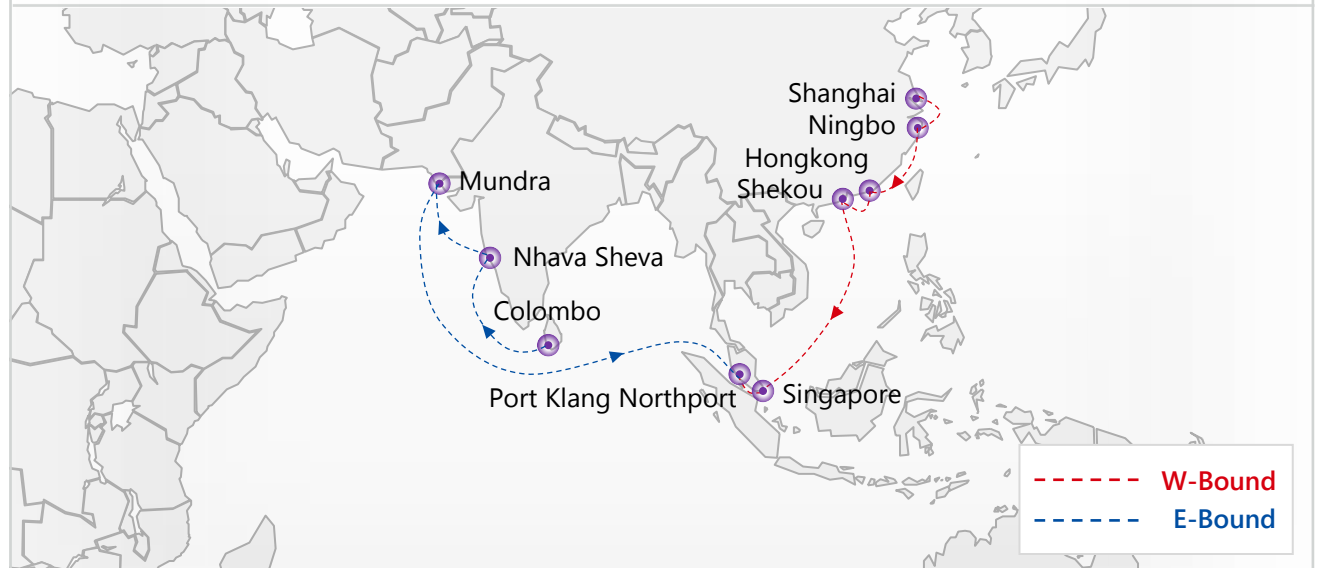 Shanghai
Ningbo
Hongkong
Shekou
Mundra
Nhava Sheva
Colombo
Port Klang Northport
Singapore
W-Bound
E-Bound